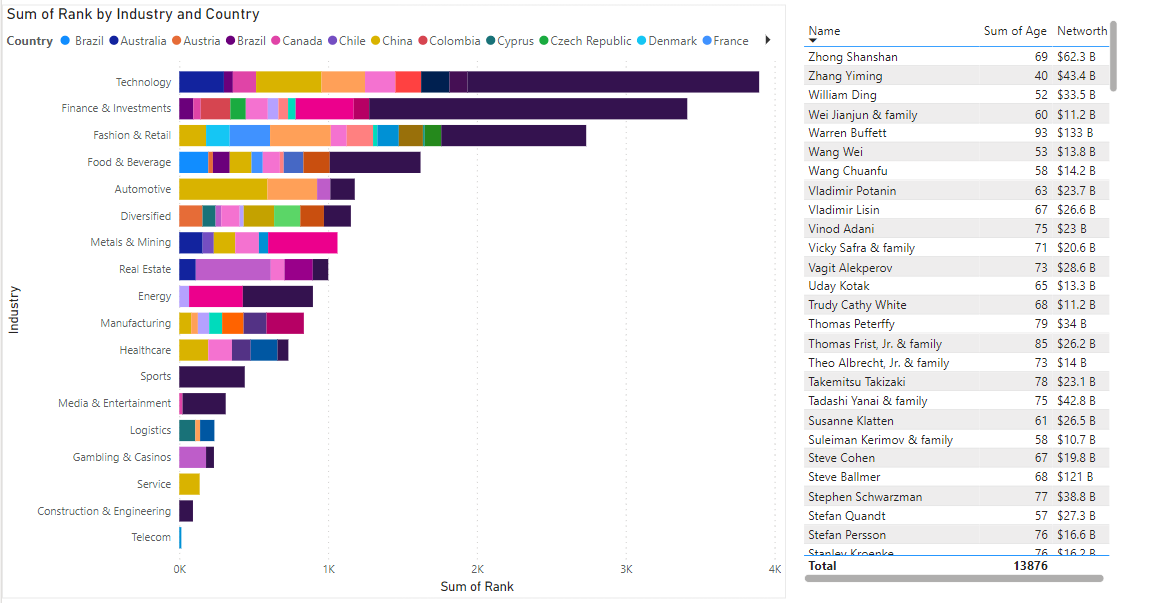 Sum of Rank by Industry and Country
Country Brazil Australia Austria Brazil Canada Chile China Colombia Cyprus Czech Republic Denmark France
Industry
Technology
Finance & Investments
Fashion & Retail
Food & Beverage
Automotive
Diversified
Metals & Mining
Real Estate
Energy
Manufacturing
Healthcare
Sports
Media & Entertainment
Logistics
Gambling & Casinos
Service
Construction & Engineering
Telecom
0K 1K 2K 3K 4K
Sum of Rank
Name Sum of Age Networth
Zhong Shanshan 69 $62.3 B
Zhang Yiming 40 $43.4 B
William Ding 52 $33.5 B
Wei Jianjun & family 60 $11.2 B
Warren Buffett 93 $133 B
Wang Wei 53 $13.8 B
Wang Chuanfu 58 $14.2 B
Vladimir Potanin 63 $23.7 B
Vladimir Lisin 67 $26.6 B
Vinod Adani 75 $23 B
Vicky Safra & family 71 $20.6 B
Vagit Alekperov 73 $28.6 B
Uday Kotak 65 $13.3 B
Trudy Cathy White 68 $11.2 B
Thomas Peterffy 79 $34 B
Thomas Frist, Jr. & family 85 $26.2 B
Theo Albrecht, Jr. & family 73 $14 B
Takemitsu Takizaki 78 $23.1 B
Tadashi Yanai & family 75 $42.8 B
Susanne Klatten 61 $26.5 B
Suleiman Kerimov & family 58 $10.7 B
Steve Cohen 67 $19.8 B
Steve Ballmer 68 $121 B
Stephen Schwarzman 77 $38.8 B
Stefan Quandt 57 $27.3 B
Stefan Persson 76 $16.6 B
Stanley Kroenke 76 $16.2 B
Total 13876